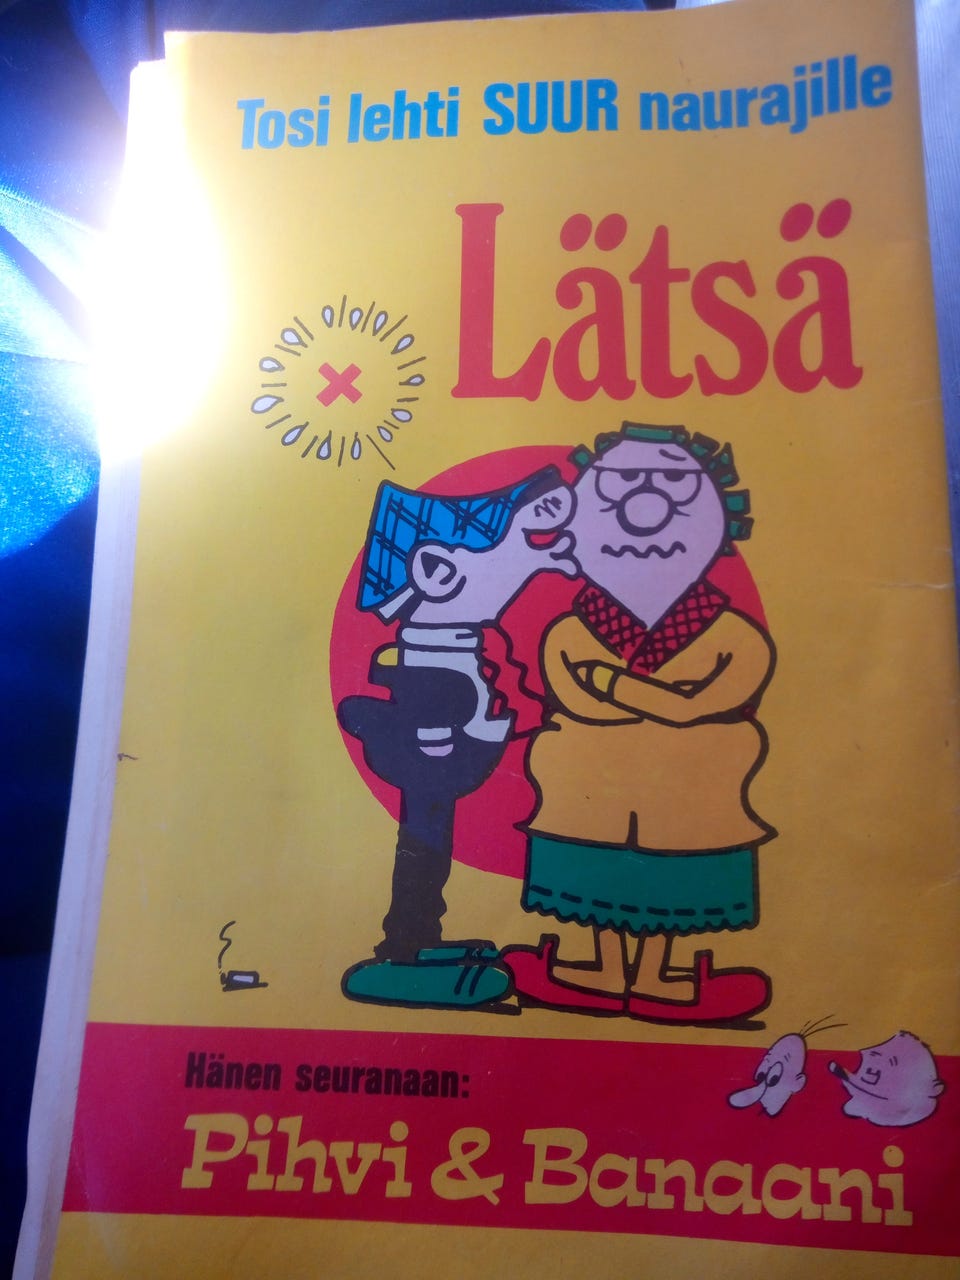 Tosi lehti SUUR naurajille
Lätsä
Hänen seuranaan:
Pihvi & Banaani